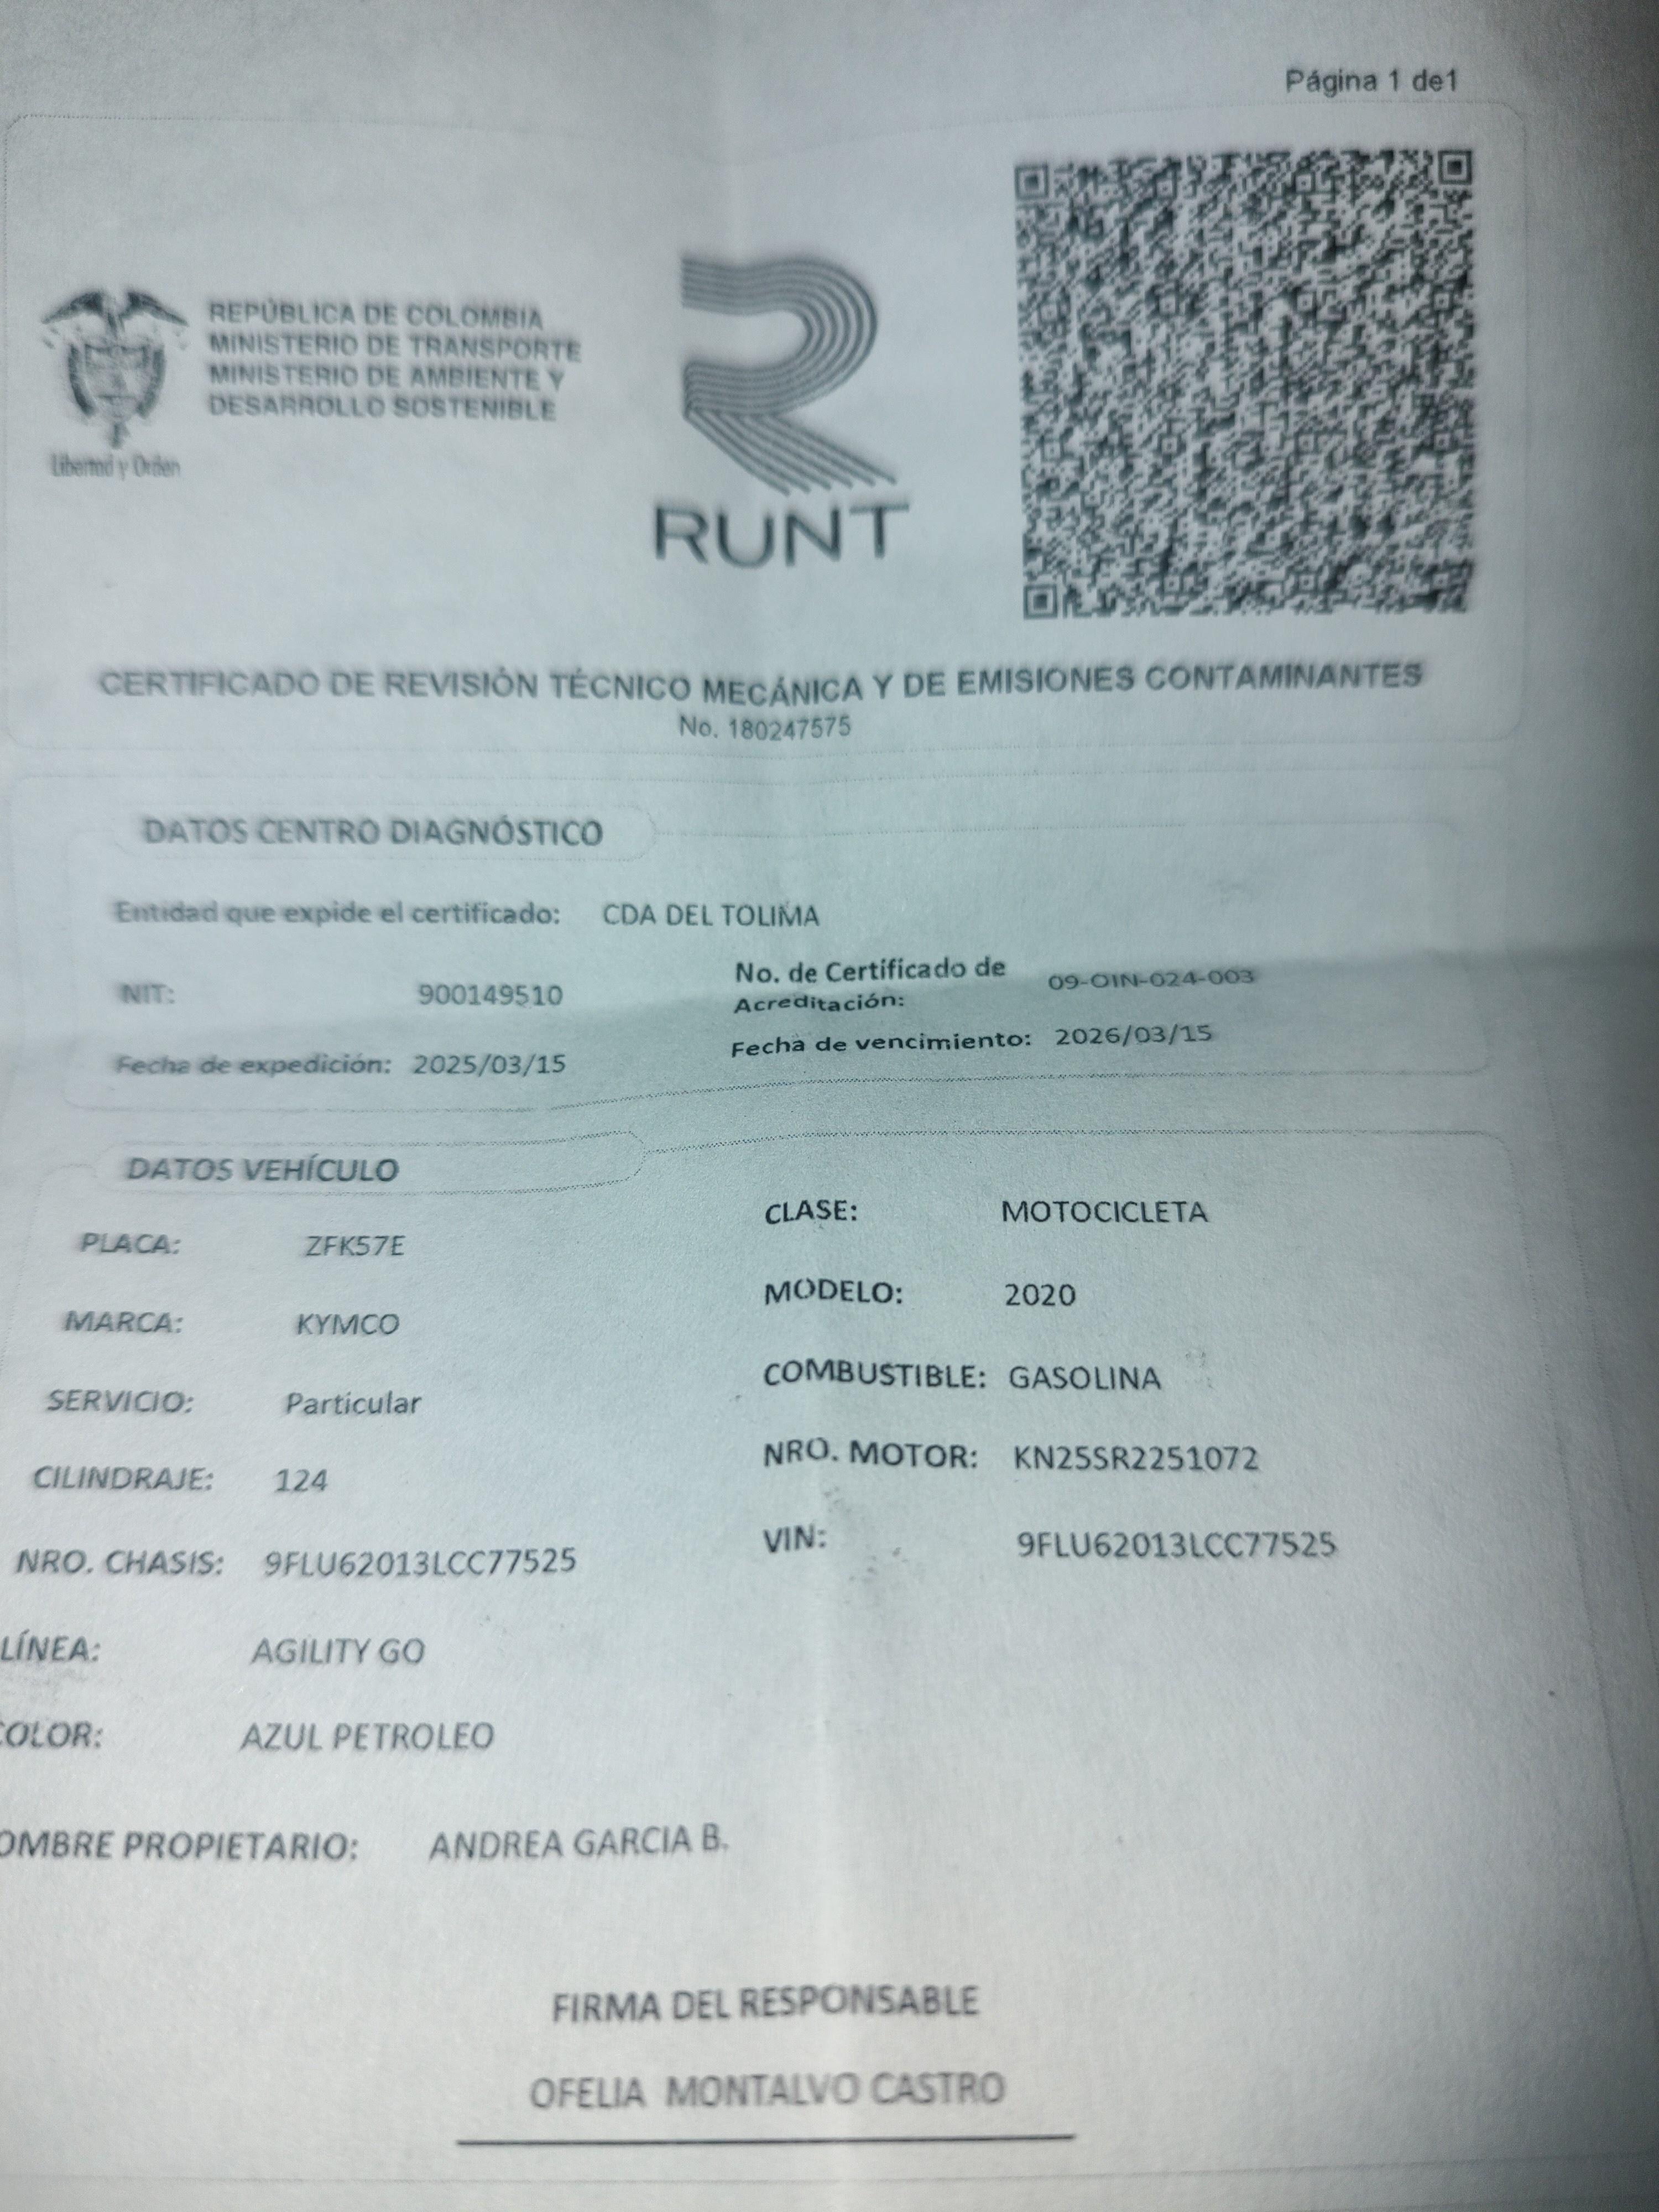 Página 1 de1
REPÚBLICA DE COLOMBIA
MINISTERIO DE TRANSPORTE
MINISTERIO DE AMBIENTE Y
DESARROLLO SOSTENIBLE
Libertad y Orden
RUNT
CERTIFICADO DE REVISIÓN TÉCNICO MECÁNICA Y DE EMISIONES CONTAMINANTES
No. 180247575
DATOS CENTRO DIAGNÓSTICO
Entidad que expide el certificado: CDA DEL TOLIMA
NIT: 900149510 No. de Certificado de Acreditación: 09-OIN-024-003
Fecha de expedición: 2025/03/15 Fecha de vencimiento: 2026/03/15
DATOS VEHÍCULO
PLACA: ZFK57E CLASE: MOTOCICLETA
MARCA: KYMCO MODELO: 2020
SERVICIO: Particular COMBUSTIBLE: GASOLINA
CILINDRAJE: 124 NRO. MOTOR: KN25SR2251072
NRO. CHASIS: 9FLU62013LCC77525 VIN: 9FLU62013LCC77525
LÍNEA: AGILITY GO
COLOR: AZUL PETROLEO
OMBRE PROPIETARIO: ANDREA GARCIA B.
FIRMA DEL RESPONSABLE
OFELIA MONTALVO CASTRO